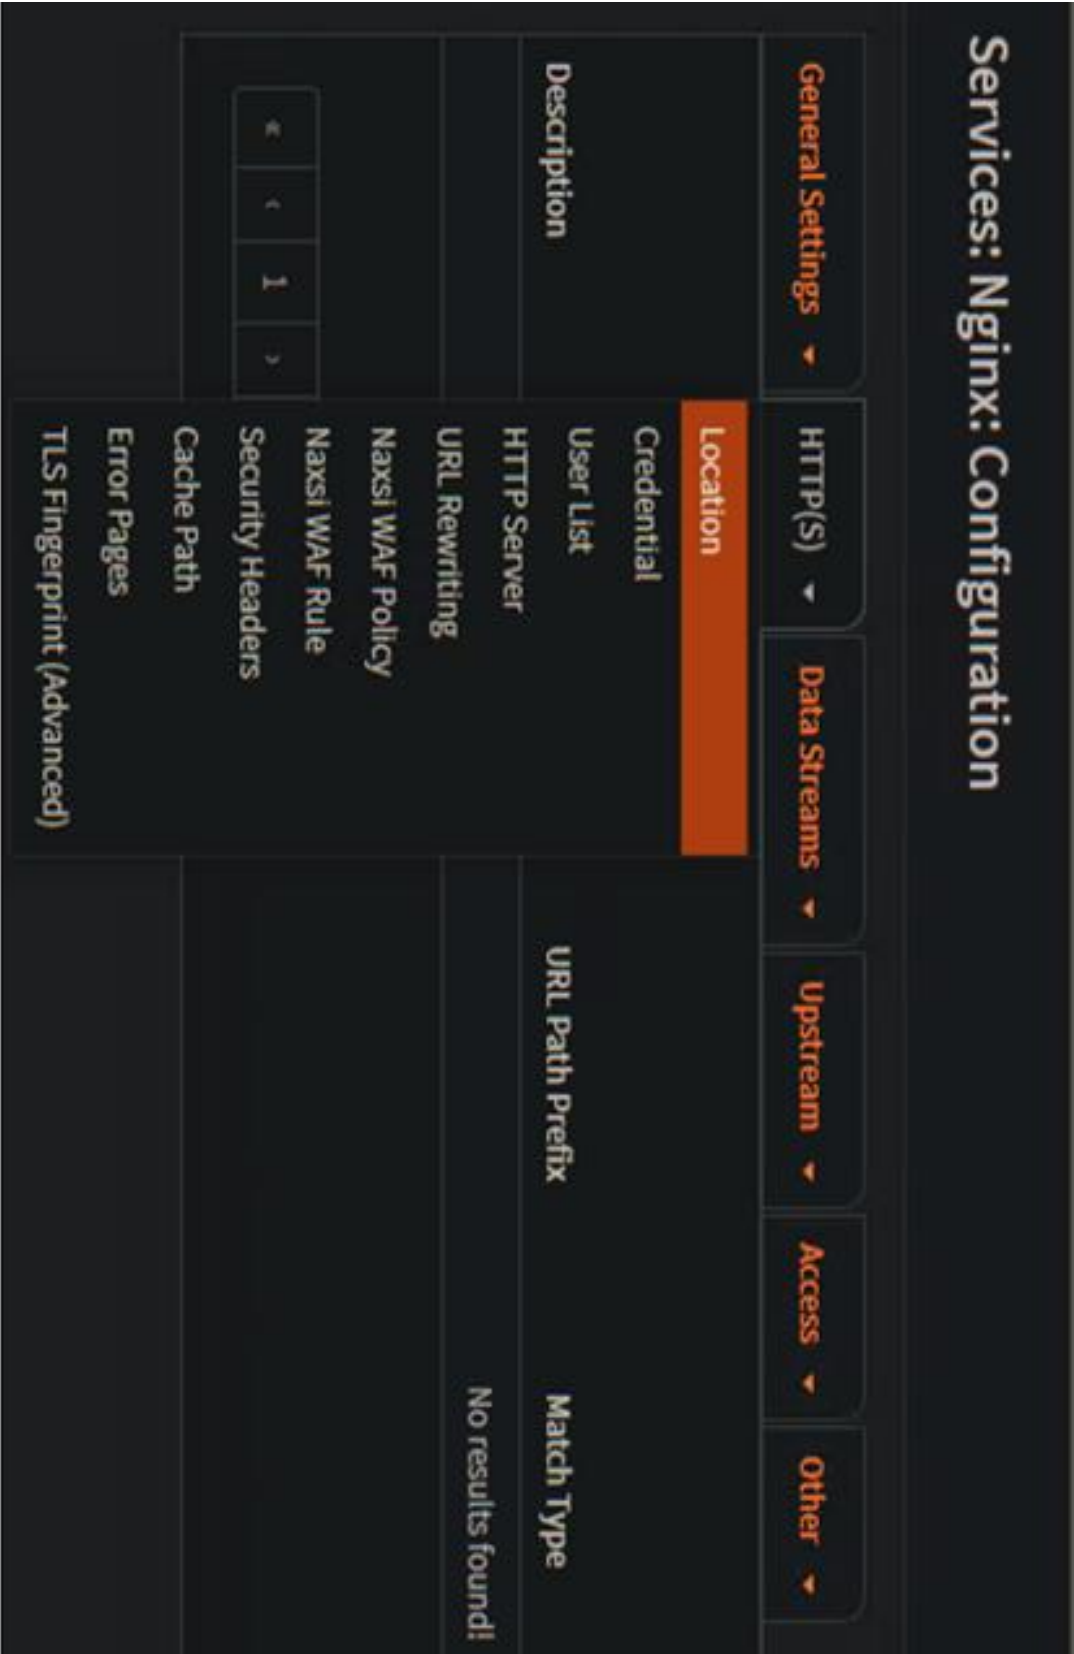 Services: Nginx: Configuration
General Settings HTTP(S) Data Streams Upstream Access Other
Location
Credential
User List
HTTP Server
URL Rewriting
Naxsi WAF Policy
Naxsi WAF Rule
Security Headers
Cache Path
Error Pages
TLS Fingerprint (Advanced)
Description URL Path Prefix Match Type
No results found!
« ‹ 1 ›